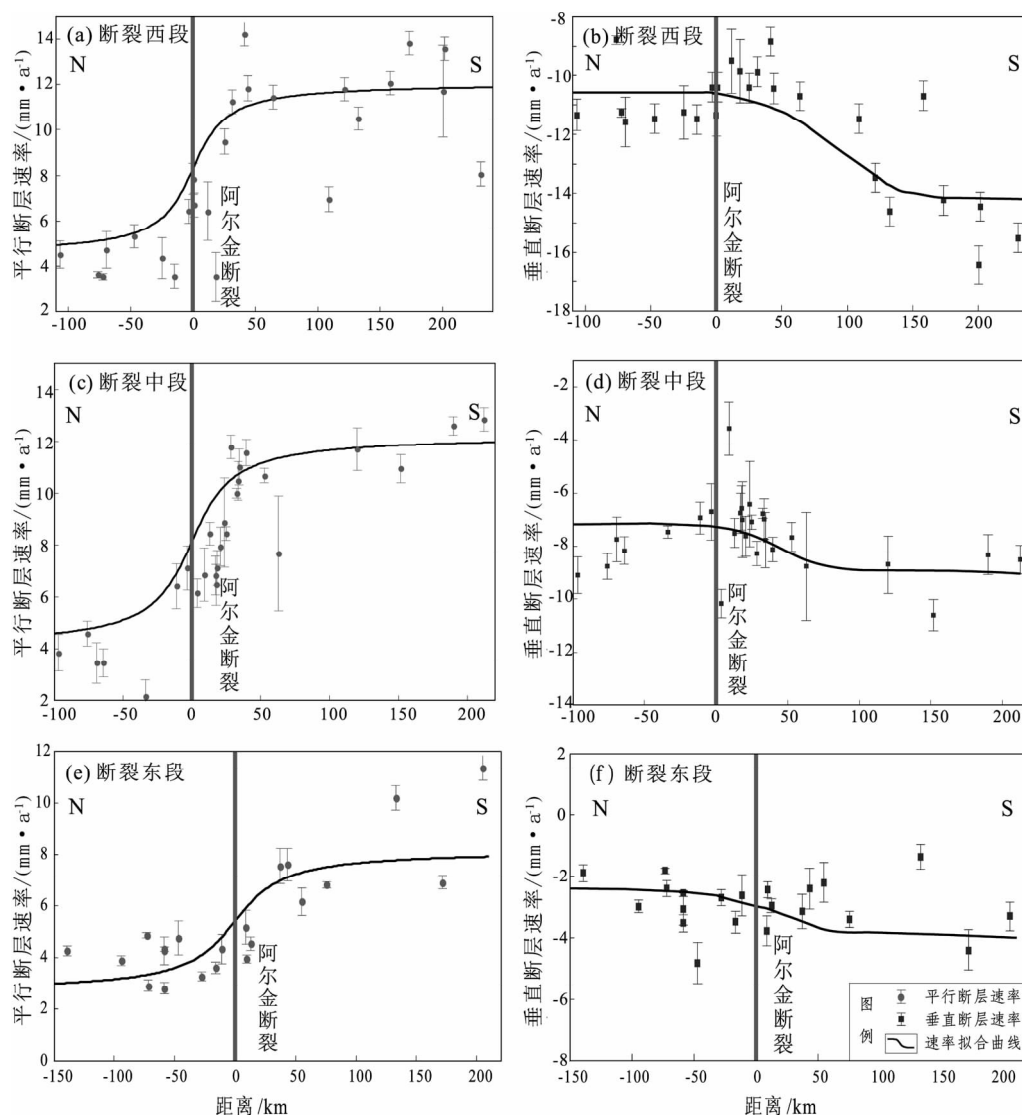 (a) 断裂西段
N
S
平行断层速率/(mm·a⁻¹)
14
12
10
8
6
4
2
阿尔金断裂
-100 -50 0 50 100 150 200
(b) 断裂西段
N
S
垂直断层速率/(mm·a⁻¹)
-8
-10
-12
-14
-16
-18
阿尔金断裂
-100 -50 0 50 100 150 200
(c) 断裂中段
N
S
平行断层速率/(mm·a⁻¹)
14
12
10
8
6
4
2
阿尔金断裂
-100 -50 0 50 100 150 200
(d) 断裂中段
N
S
垂直断层速率/(mm·a⁻¹)
-2
-4
-6
-8
-10
-12
-14
阿尔金断裂
-100 -50 0 50 100 150 200
(e) 断裂东段
N
S
平行断层速率/(mm·a⁻¹)
12
10
8
6
4
2
0
阿尔金断裂
-150 -100 -50 0 50 100 150 200
距离/km
(f) 断裂东段
N
S
垂直断层速率/(mm·a⁻¹)
2
0
-2
-4
-6
-8
阿尔金断裂
图例
平行断层速率
垂直断层速率
速率拟合曲线
-150 -100 -50 0 50 100 150 200
距离/km